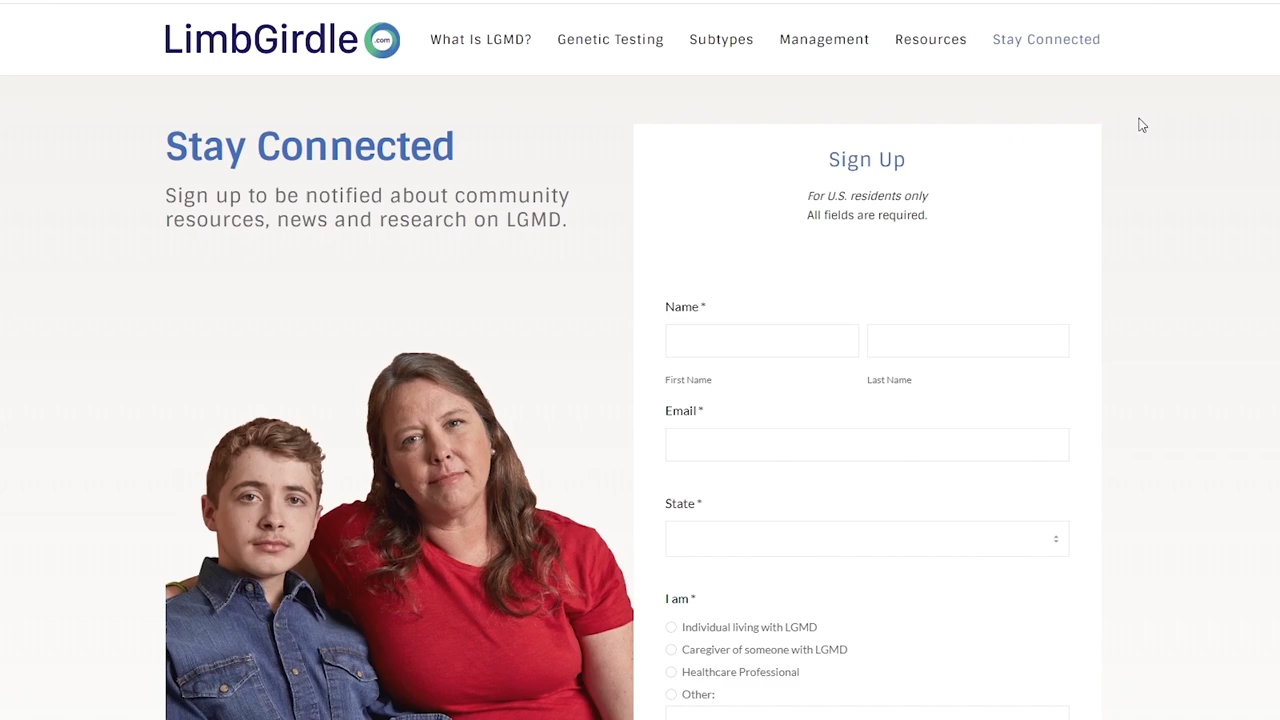 LimbGirdle .com
What Is LGMD? Genetic Testing Subtypes Management Resources Stay Connected
Stay Connected
Sign up to be notified about community
resources, news and research on LGMD.
Sign Up
For U.S. residents only
All fields are required.
Name *
First Name Last Name
Email *
State *
I am *
Individual living with LGMD
Caregiver of someone with LGMD
Healthcare Professional
Other: